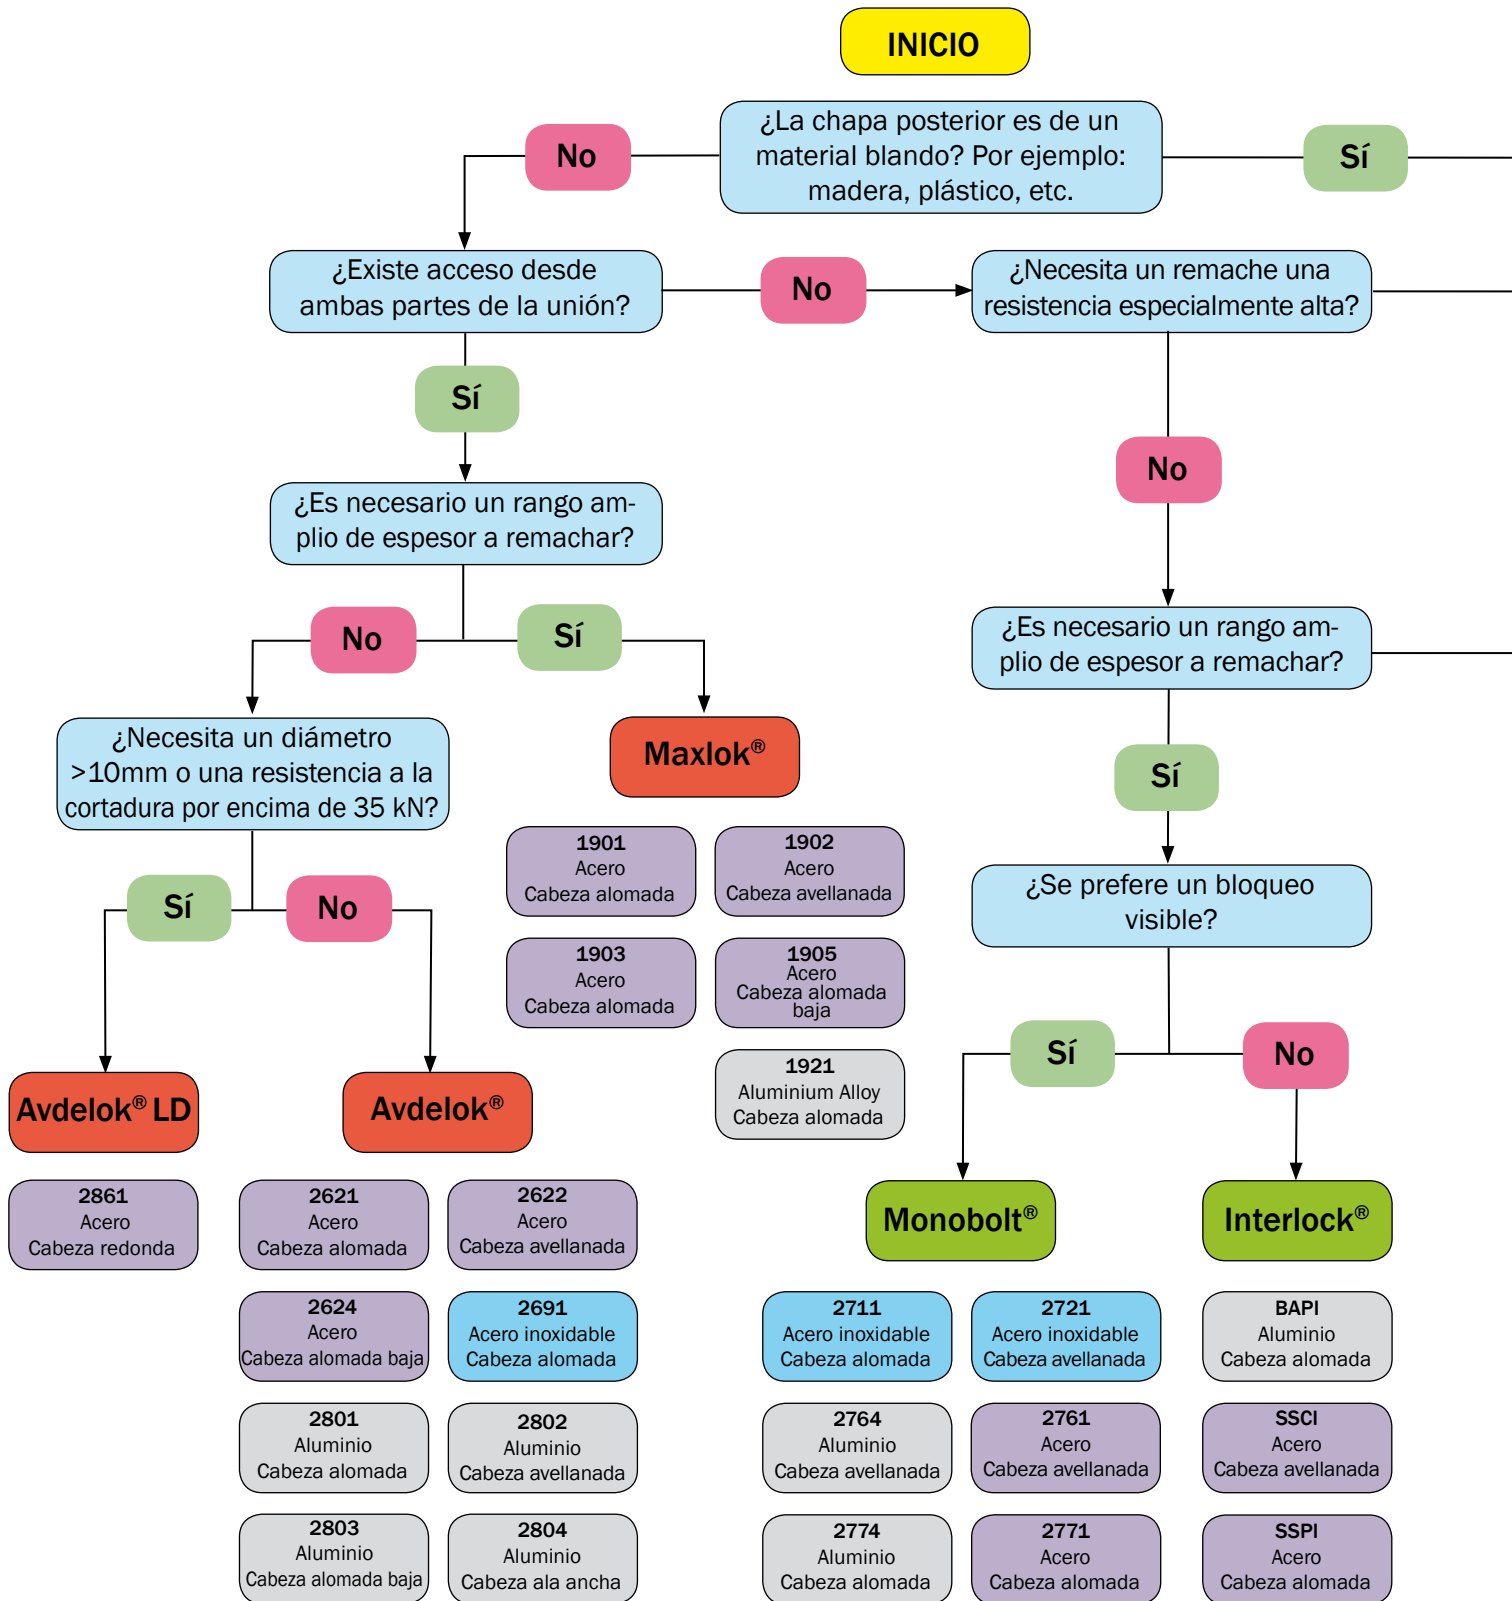 INICIO
¿La chapa posterior es de un
material blando? Por ejemplo:
madera, plástico, etc.
No
Sí
¿Existe acceso desde
ambas partes de la unión?
No
¿Necesita un remache una
resistencia especialmente alta?
Sí
No
¿Es necesario un rango am-
plio de espesor a remachar?
No
Sí
¿Es necesario un rango am-
plio de espesor a remachar?
¿Necesita un diámetro
>10mm o una resistencia a la
cortadura por encima de 35 kN?
Maxlok®
Sí
1901
Acero
Cabeza alomada
1902
Acero
Cabeza avellanada
1903
Acero
Cabeza alomada
1905
Acero
Cabeza alomada
baja
1921
Aluminium Alloy
Cabeza alomada
¿Se prefere un bloqueo
visible?
Sí
No
Sí
No
Avdelok® LD
Avdelok®
2861
Acero
Cabeza redonda
2621
Acero
Cabeza alomada
2622
Acero
Cabeza avellanada
2624
Acero
Cabeza alomada baja
2691
Acero inoxidable
Cabeza alomada
2801
Aluminio
Cabeza alomada
2802
Aluminio
Cabeza avellanada
2803
Aluminio
Cabeza alomada baja
2804
Aluminio
Cabeza ala ancha
Monobolt®
Interlock®
2711
Acero inoxidable
Cabeza alomada
2721
Acero inoxidable
Cabeza avellanada
BAPI
Aluminio
Cabeza alomada
2764
Aluminio
Cabeza avellanada
2761
Acero
Cabeza avellanada
SSCI
Acero
Cabeza avellanada
2774
Aluminio
Cabeza alomada
2771
Acero
Cabeza alomada
SSPI
Acero
Cabeza alomada